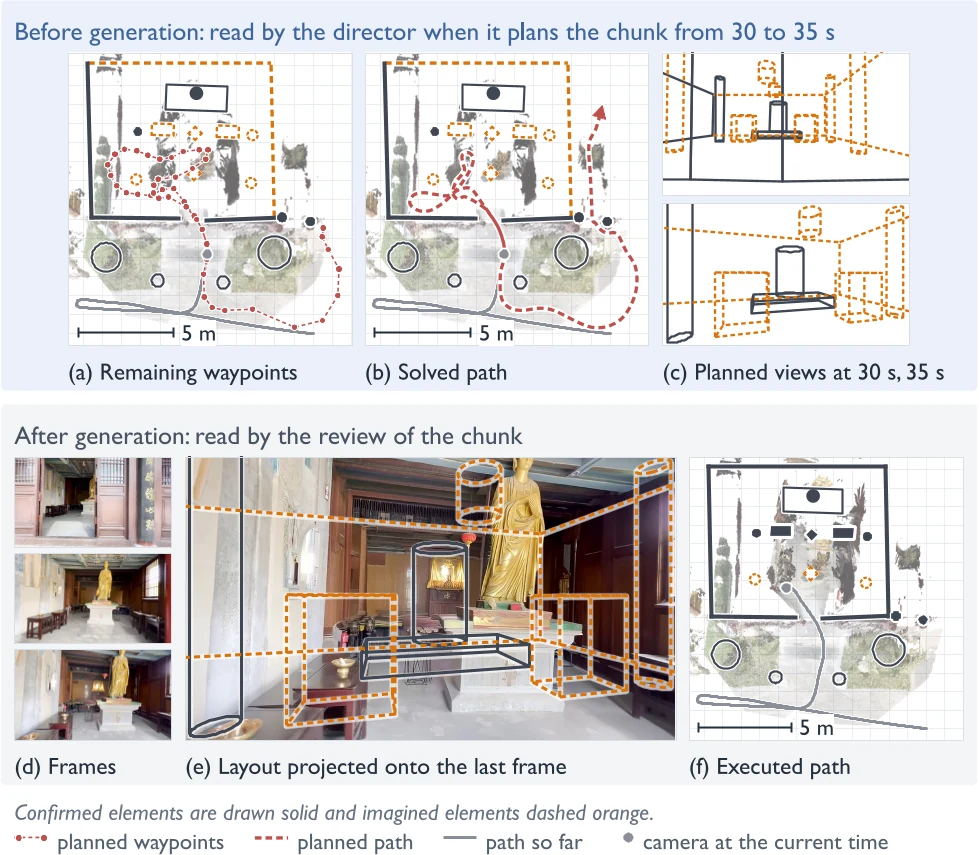 Before generation: read by the director when it plans the chunk from 30 to 35 s
5 m
5 m
(a) Remaining waypoints
(b) Solved path
(c) Planned views at 30 s, 35 s
After generation: read by the review of the chunk
5 m
(d) Frames
(e) Layout projected onto the last frame
(f) Executed path
Confirmed elements are drawn solid and imagined elements dashed orange.
planned waypoints
planned path
path so far
camera at the current time